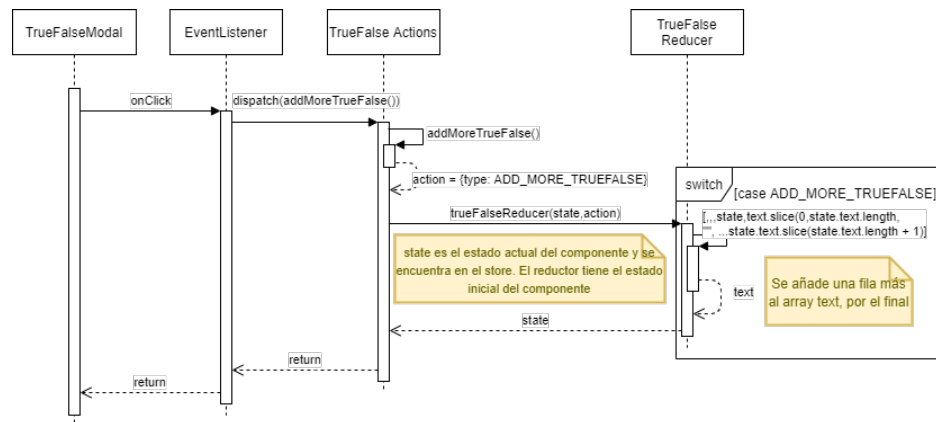 TrueFalseModal
EventListener
TrueFalse Actions
TrueFalse
Reducer
onClick
dispatch(addMoreTrueFalse())
addMoreTrueFalse()
action = {type: ADD_MORE_TRUEFALSE}
switch
[case ADD_MORE_TRUEFALSE]
trueFalseReducer(state,action)
[,,,state,text.slice(0,state.text.length,
"", ...state.text.slice(state.text.length + 1)]
state es el estado actual del componente y se
encuentra en el store. El reductor tiene el estado
inicial del componente
text
Se añade una fila más
al array text, por el final
state
return
return